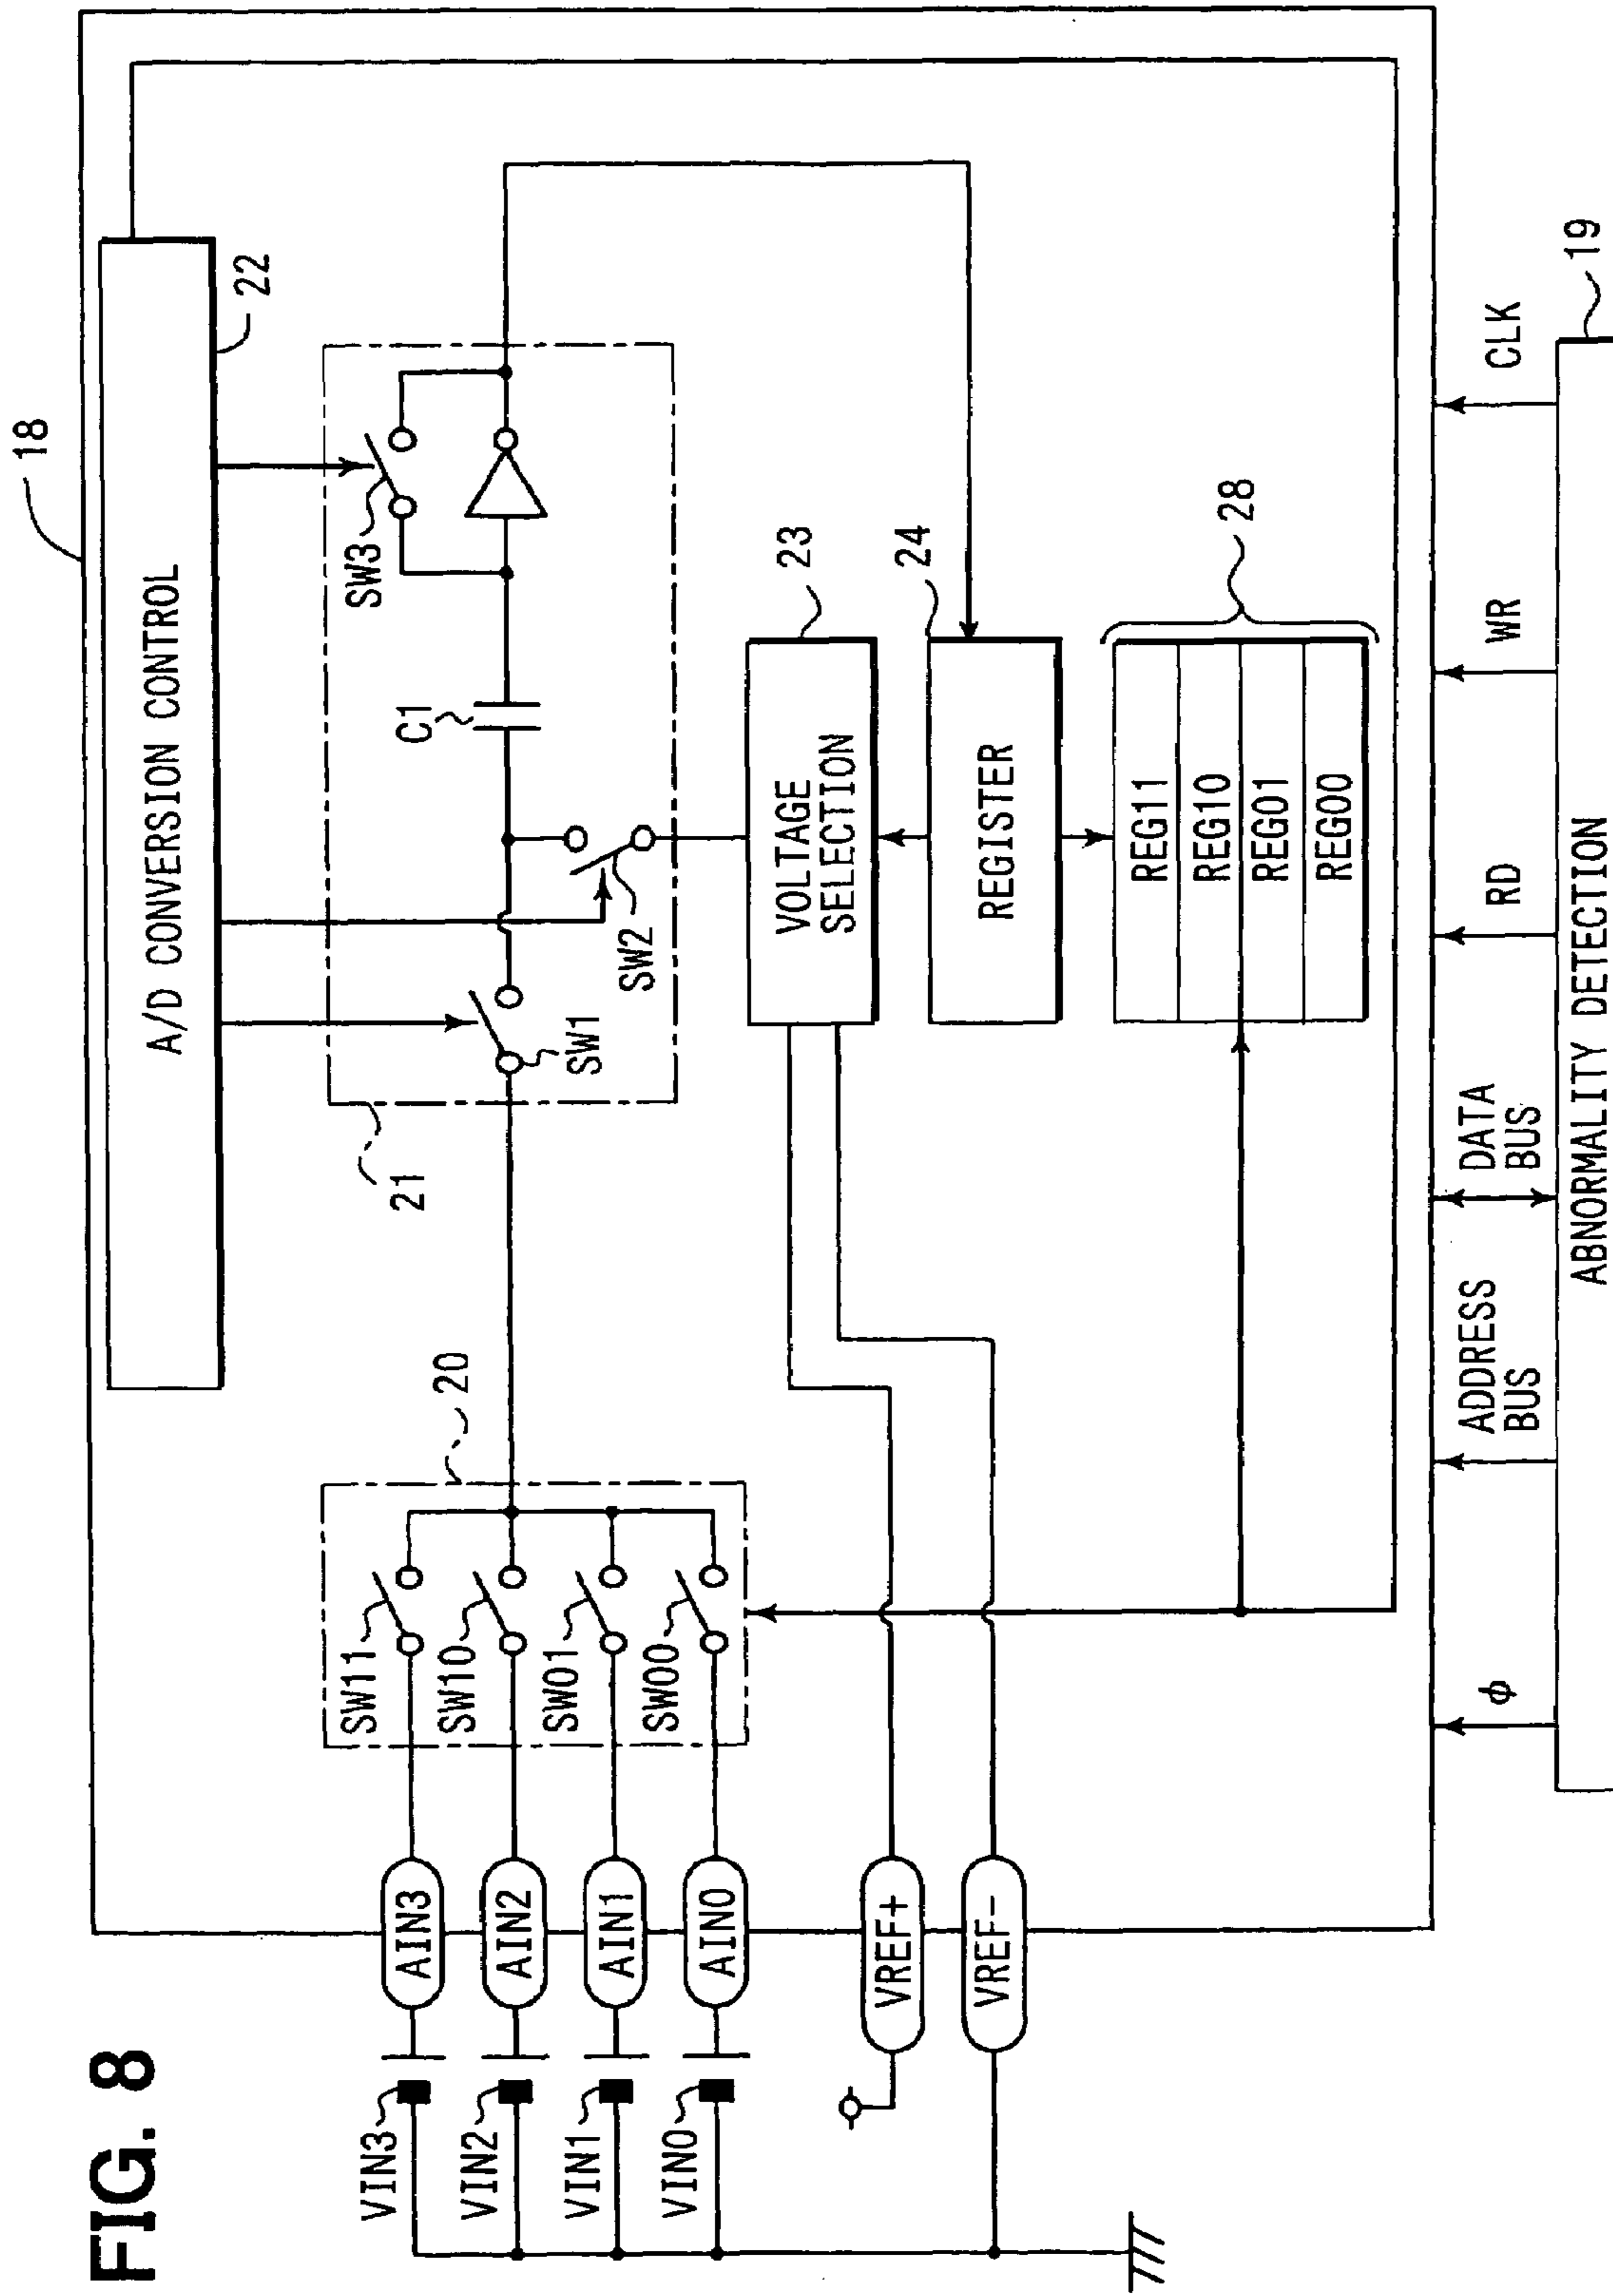 FIG. 8
18
A/D CONVERSION CONTROL
22
SW3
C1
21
SW1
SW2
20
SW11
SW10
SW01
SW00
VIN3
VIN2
VIN1
VIN0
AIN3
AIN2
AIN1
AIN0
VREF+
VREF-
VOLTAGE
SELECTION
23
REGISTER
24
REG11
REG10
REG01
REG00
28
φ
ADDRESS
BUS
DATA
BUS
RD
WR
CLK
ABNORMALITY DETECTION
19